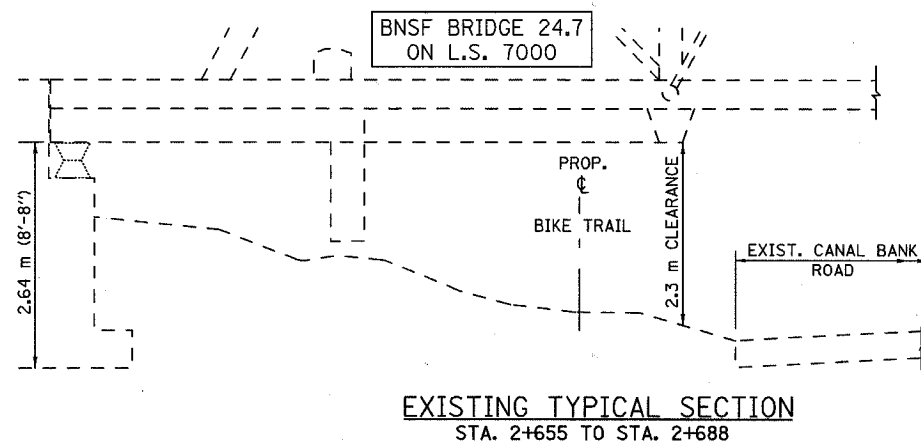 BNSF BRIDGE 24.7
ON L.S. 7000
PROP.
℄
BIKE TRAIL
2.64 m (8'-8")
2.3 m CLEARANCE
EXIST. CANAL BANK
ROAD
EXISTING TYPICAL SECTION
STA. 2+655 TO STA. 2+688